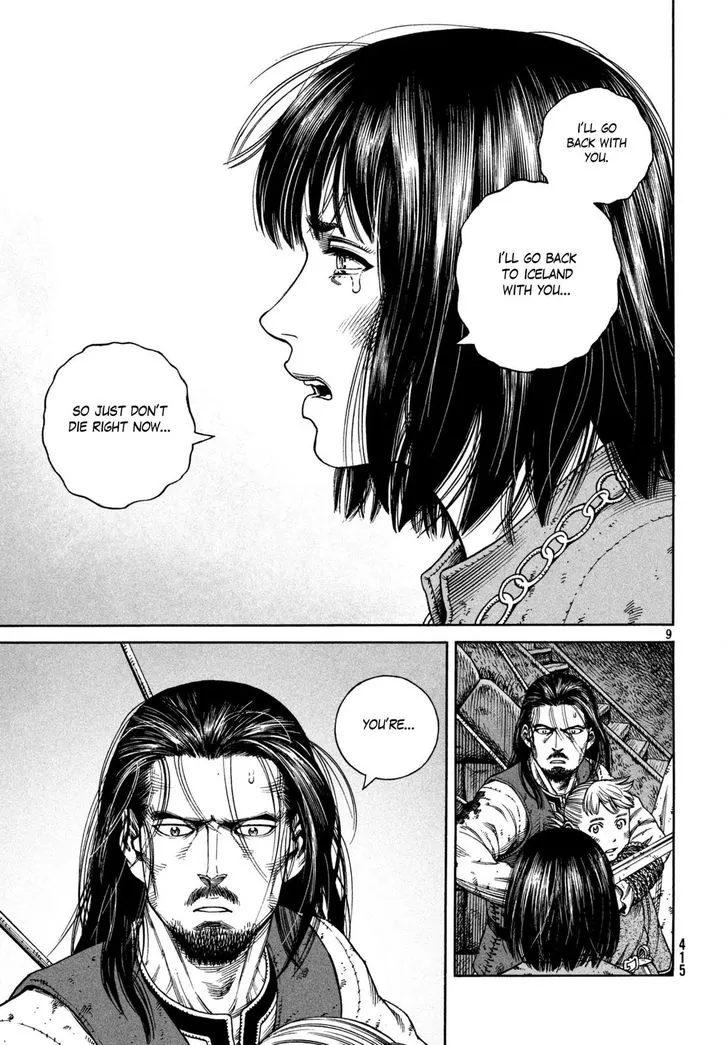 I'LL GO
BACK WITH
YOU.
I'LL GO BACK
TO ICELAND
WITH YOU...
SO JUST DON'T
DIE RIGHT NOW...
9
YOU'RE...
415